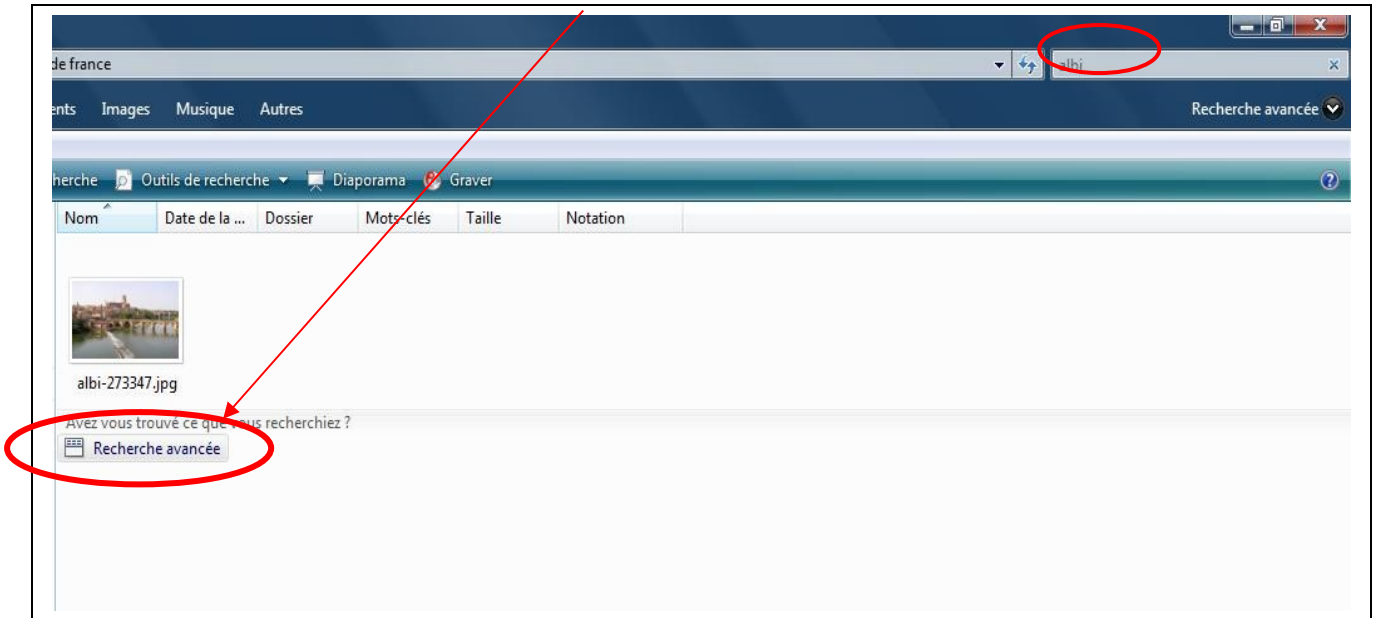 de france albi
ents Images Musique Autres Recherche avancée
herche Outils de recherche Diaporama Graver
Nom Date de la ... Dossier Mots-clés Taille Notation
albi-273347.jpg
Avez vous trouvé ce que vous recherchiez ?
Recherche avancée